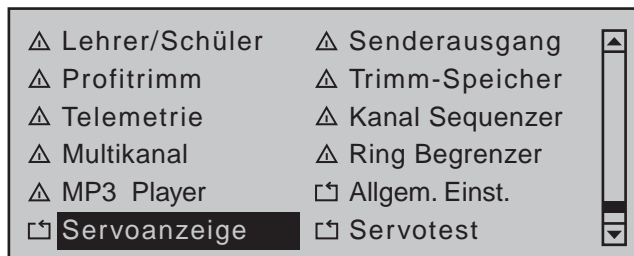 Lehrer/Schüler Senderausgang
Profitrimm Trimm-Speicher
Telemetrie Kanal Sequenzer
Multikanal Ring Begrenzer
MP3 Player Allgem. Einst.
Servoanzeige Servotest